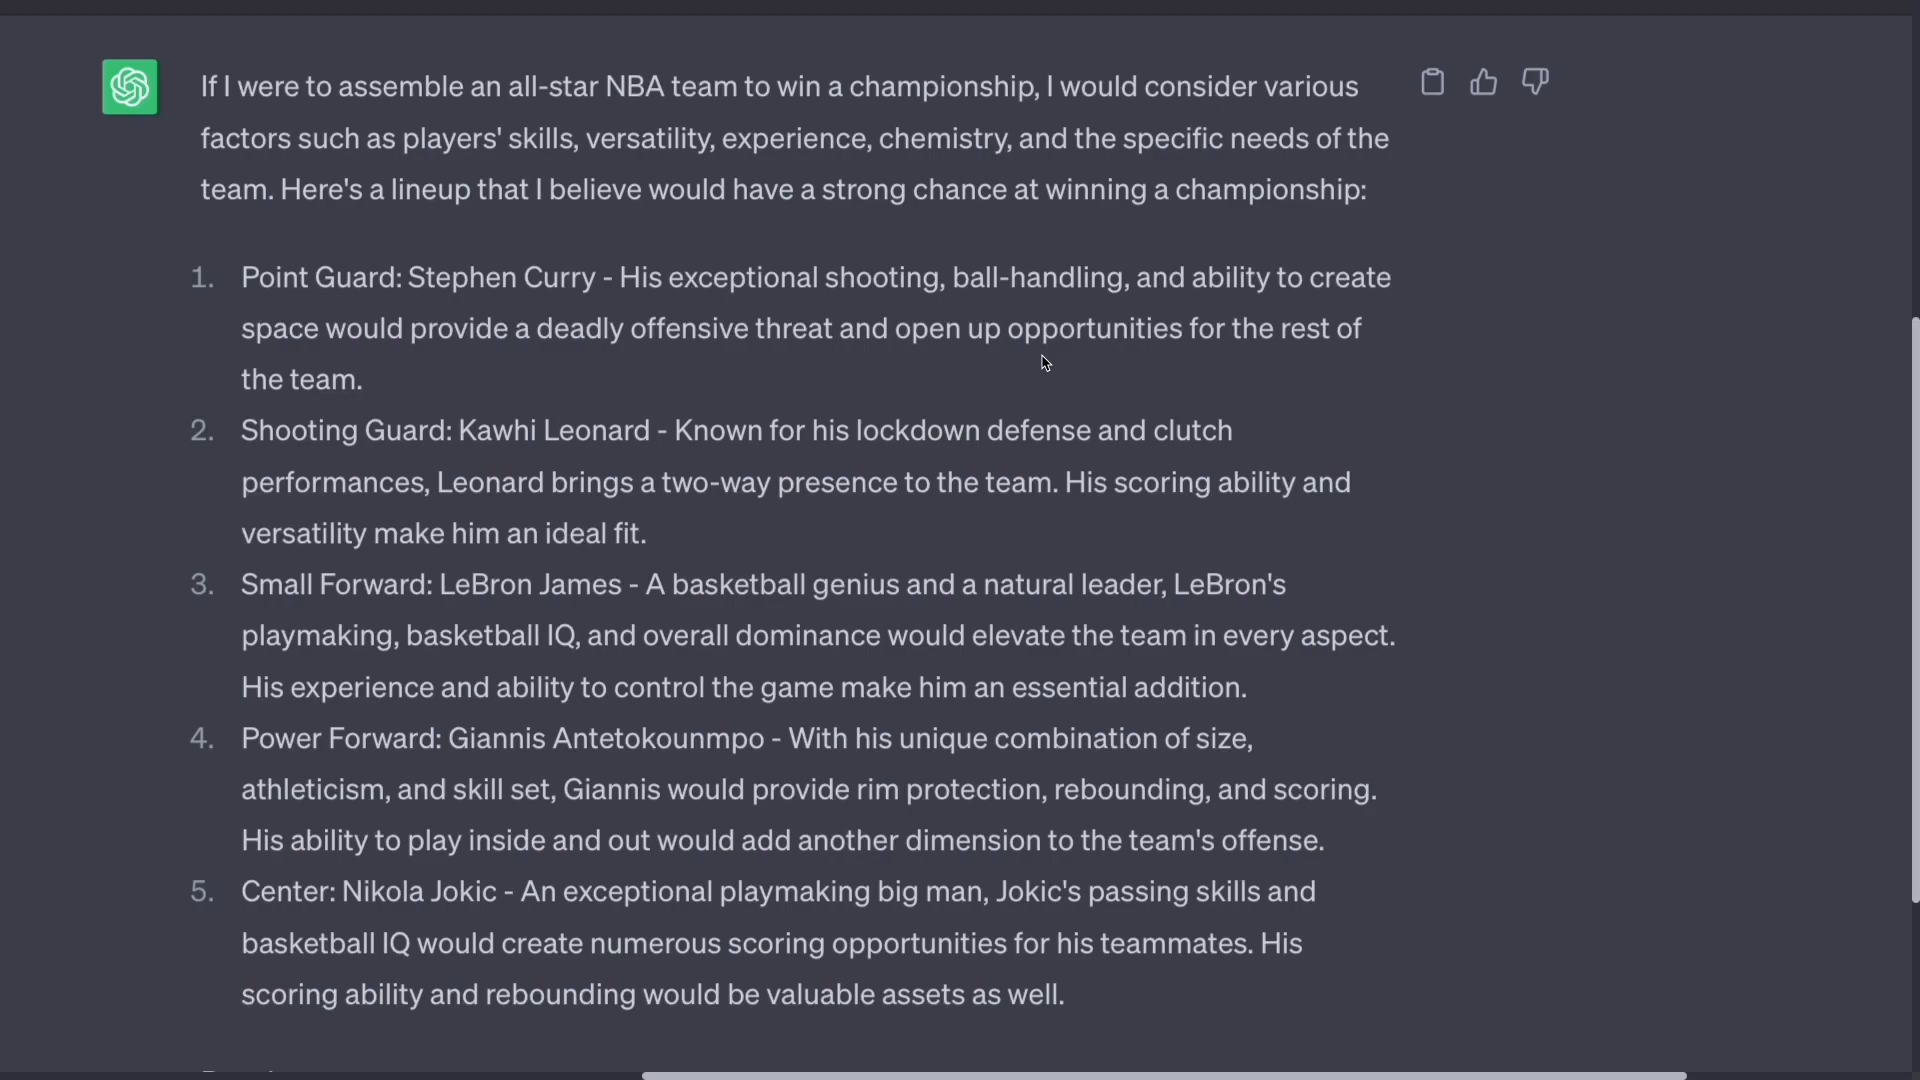 If I were to assemble an all-star NBA team to win a championship, I would consider various
factors such as players' skills, versatility, experience, chemistry, and the specific needs of the
team. Here's a lineup that I believe would have a strong chance at winning a championship:
1. Point Guard: Stephen Curry - His exceptional shooting, ball-handling, and ability to create
space would provide a deadly offensive threat and open up opportunities for the rest of
the team.
2. Shooting Guard: Kawhi Leonard - Known for his lockdown defense and clutch
performances, Leonard brings a two-way presence to the team. His scoring ability and
versatility make him an ideal fit.
3. Small Forward: LeBron James - A basketball genius and a natural leader, LeBron's
playmaking, basketball IQ, and overall dominance would elevate the team in every aspect.
His experience and ability to control the game make him an essential addition.
4. Power Forward: Giannis Antetokounmpo - With his unique combination of size,
athleticism, and skill set, Giannis would provide rim protection, rebounding, and scoring.
His ability to play inside and out would add another dimension to the team's offense.
5. Center: Nikola Jokic - An exceptional playmaking big man, Jokic's passing skills and
basketball IQ would create numerous scoring opportunities for his teammates. His
scoring ability and rebounding would be valuable assets as well.